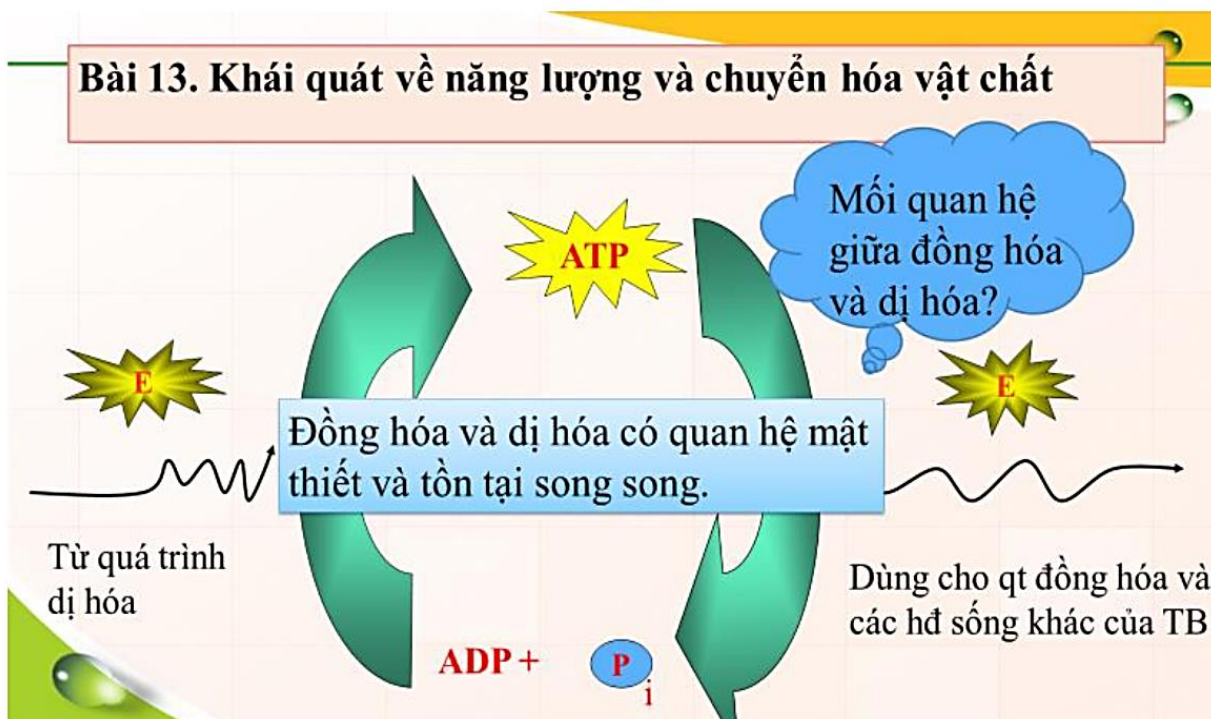 Bài 13. Khái quát về năng lượng và chuyển hóa vật chất
Mối quan hệ
giữa đồng hóa
và dị hóa?
ATP
E
E
Đồng hóa và dị hóa có quan hệ mật
thiết và tồn tại song song.
Từ quá trình
dị hóa
Dùng cho qt đồng hóa và
các hđ sống khác của TB
ADP + P i